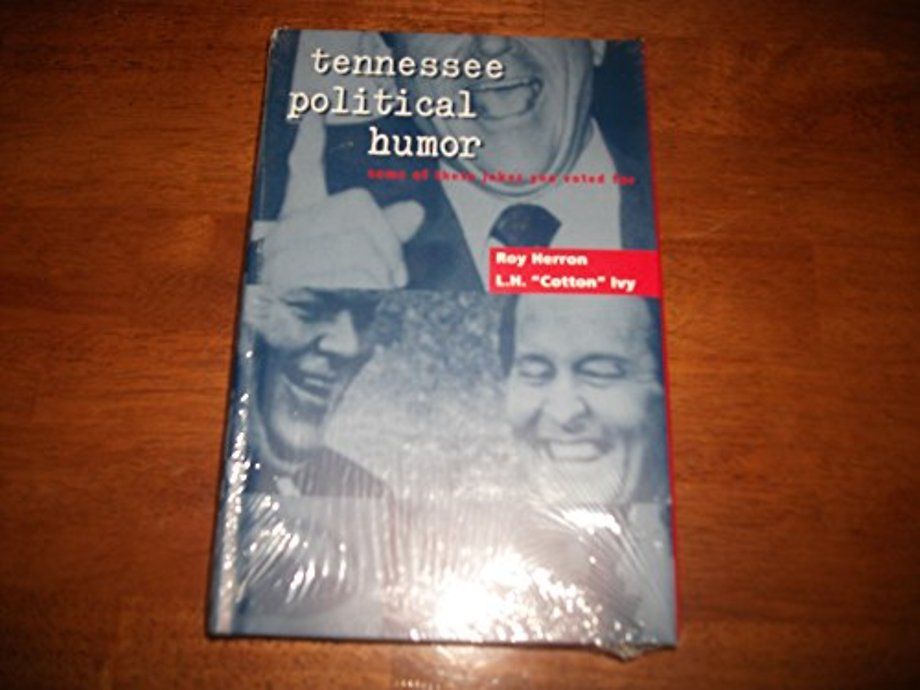 tennessee
political
humor
some of these jokes you voted for
Roy Herron
L.H. "Cotton" Ivy